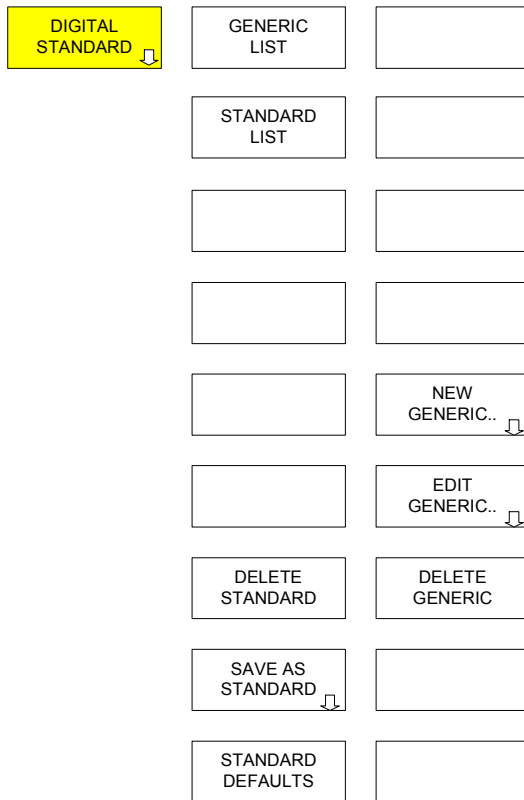 DIGITAL
STANDARD
GENERIC
LIST
STANDARD
LIST
NEW
GENERIC..
EDIT
GENERIC..
DELETE
STANDARD
DELETE
GENERIC
SAVE AS
STANDARD
STANDARD
DEFAULTS